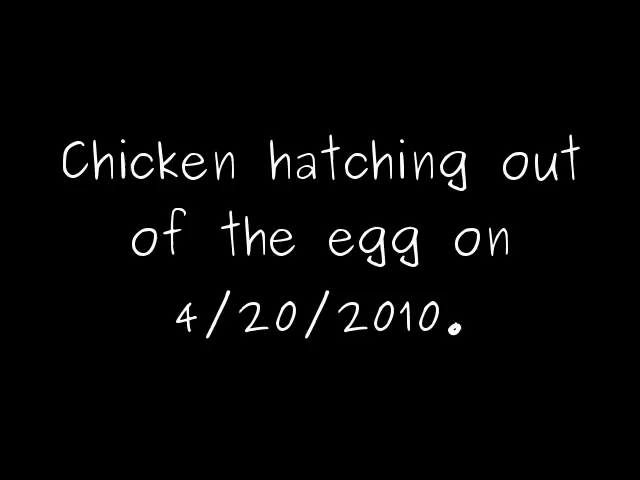 Chicken hatching out
of the egg on
4/20/2010.